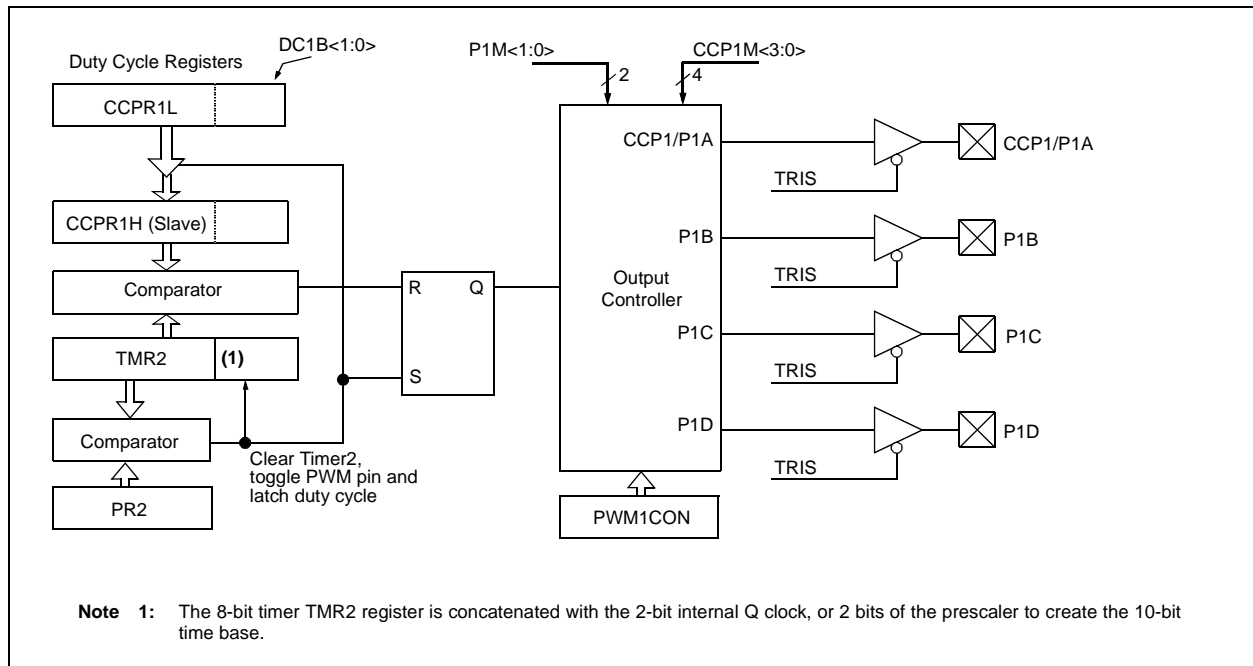 DC1B<1:0>
Duty Cycle Registers
CCPR1L
CCPR1H (Slave)
Comparator
TMR2
(1)
Comparator
PR2
Clear Timer2,
toggle PWM pin and
latch duty cycle
R
Q
S
P1M<1:0>
2
CCP1M<3:0>
4
CCP1/P1A
P1B
Output
Controller
P1C
P1D
PWM1CON
TRIS
CCP1/P1A
TRIS
P1B
TRIS
P1C
TRIS
P1D
Note 1: The 8-bit timer TMR2 register is concatenated with the 2-bit internal Q clock, or 2 bits of the prescaler to create the 10-bit
time base.